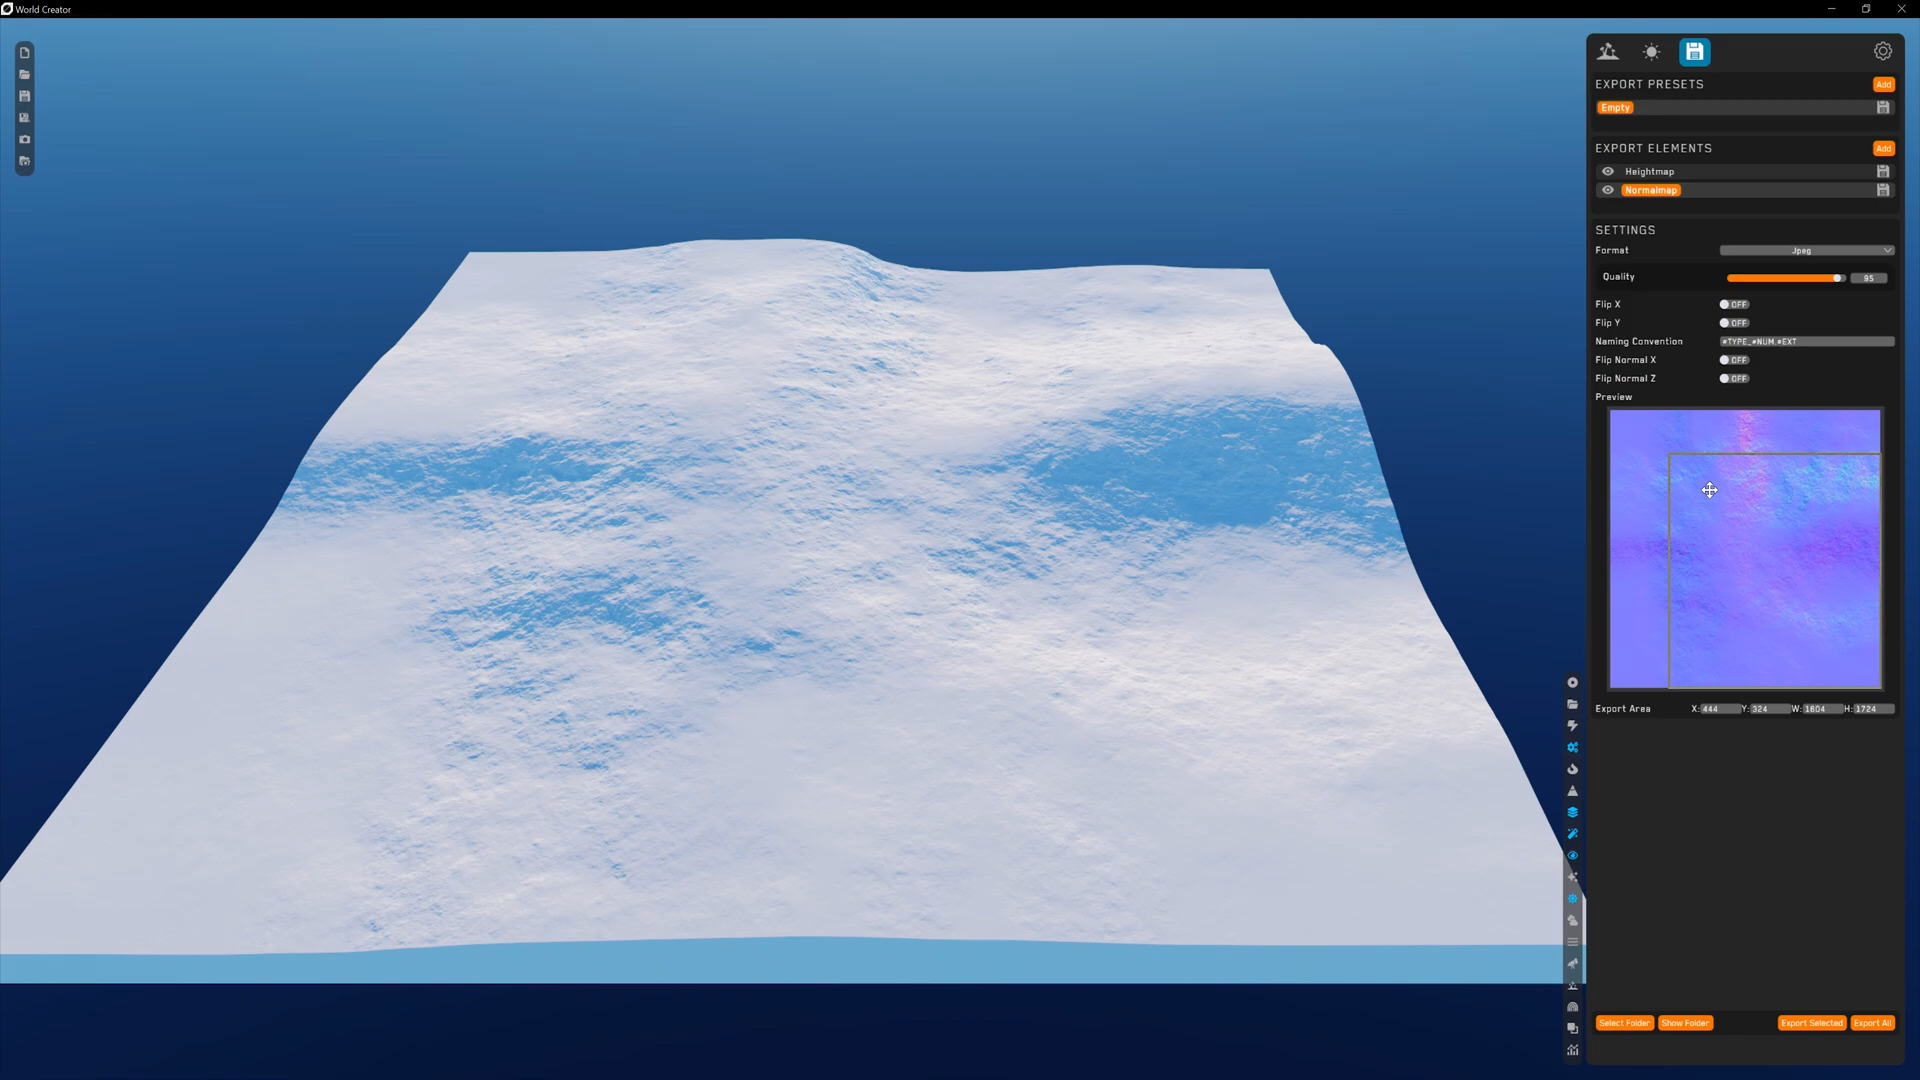 World Creator
EXPORT PRESETS Add
Empty
EXPORT ELEMENTS Add
Heightmap
Normalmap
SETTINGS
Format Jpeg
Quality 95
Flip X OFF
Flip Y OFF
Naming Convention #TYPE_#NUM.#EXT
Flip Normal X OFF
Flip Normal Z OFF
Preview
Export Area X: 444 Y: 324 W: 1604 H: 1724
Select Folder Show Folder Export Selected Export All